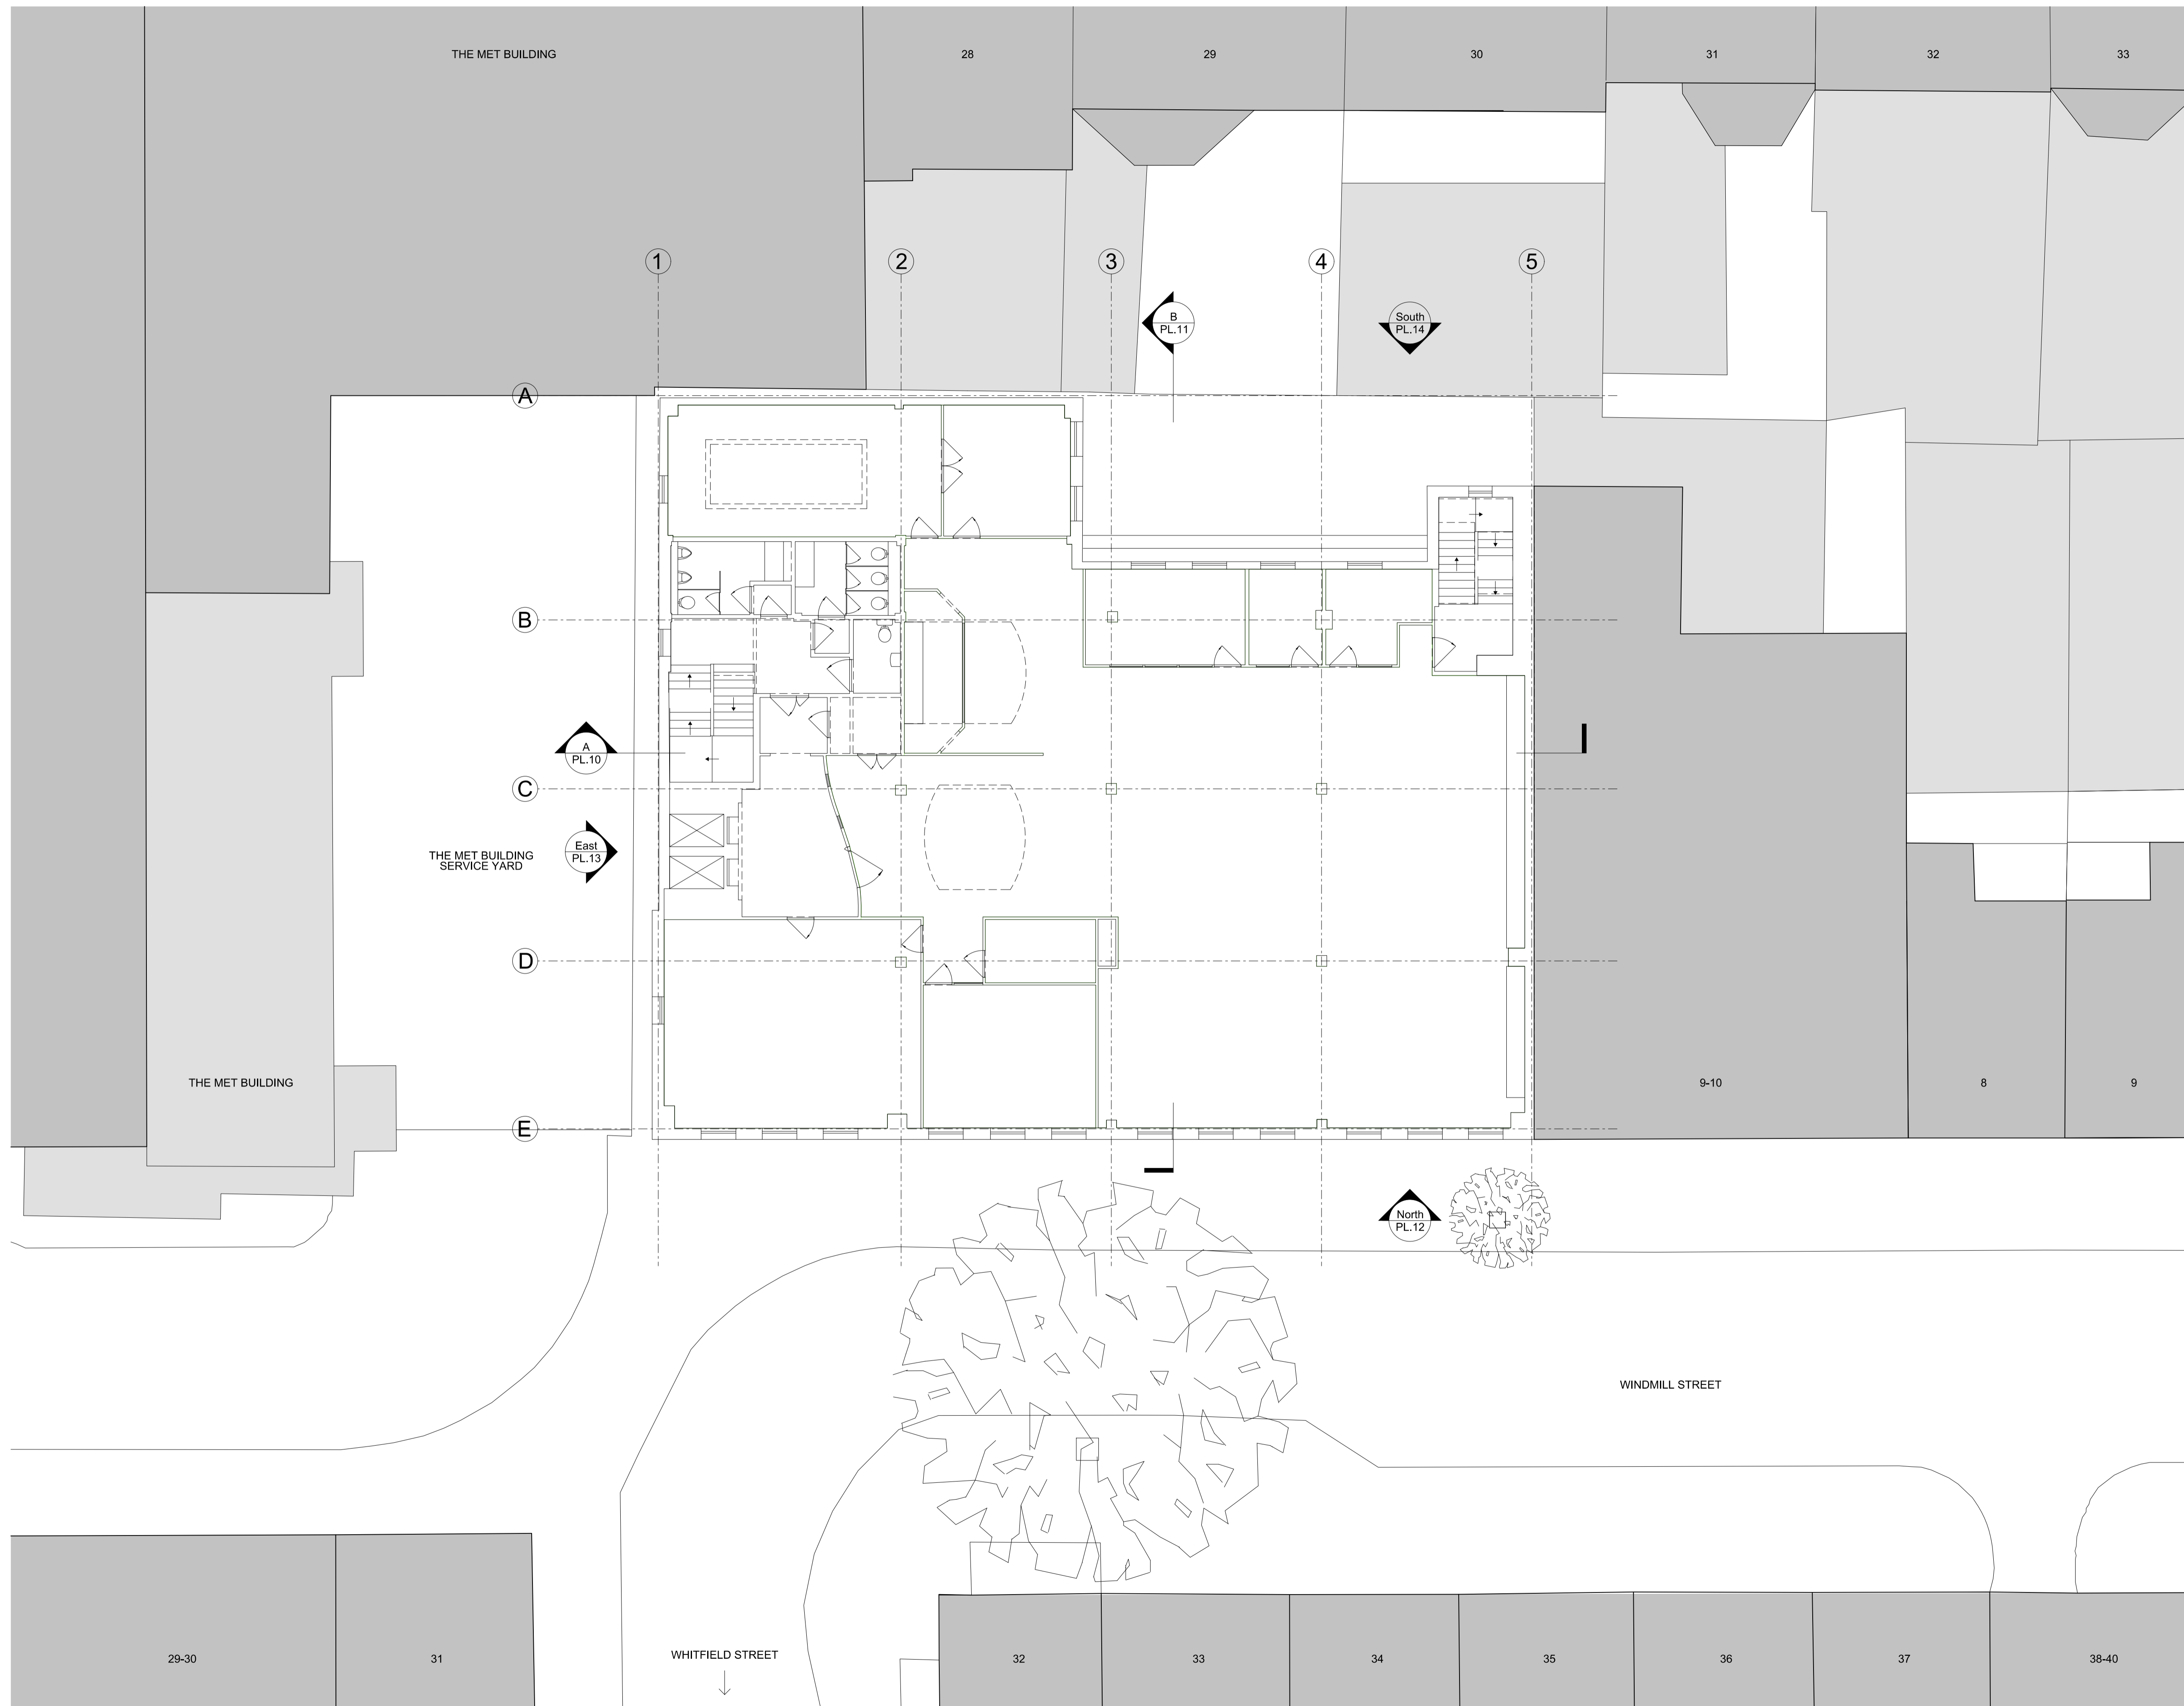 THE MET BUILDING
28
29
30
31
32
33
1
2
3
4
5
B
PL.11
South
PL.14
A
B
A
PL.10
C
THE MET BUILDING
SERVICE YARD
East
PL.13
D
THE MET BUILDING
9-10
8
9
E
North
PL.12
WINDMILL STREET
WHITFIELD STREET
29-30
31
32
33
34
35
36
37
38-40